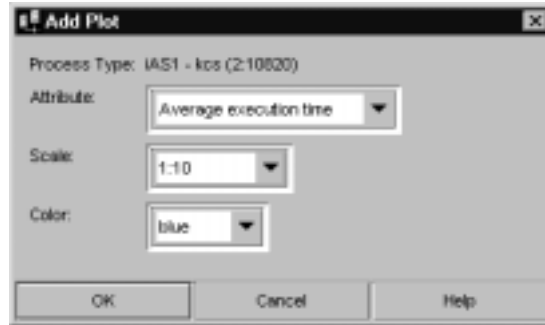 Add Plot
Process Type: iAS1 - kcs (2:10820)
Attribute:
Average execution time
Scale:
1:10
Color:
blue
OK Cancel Help